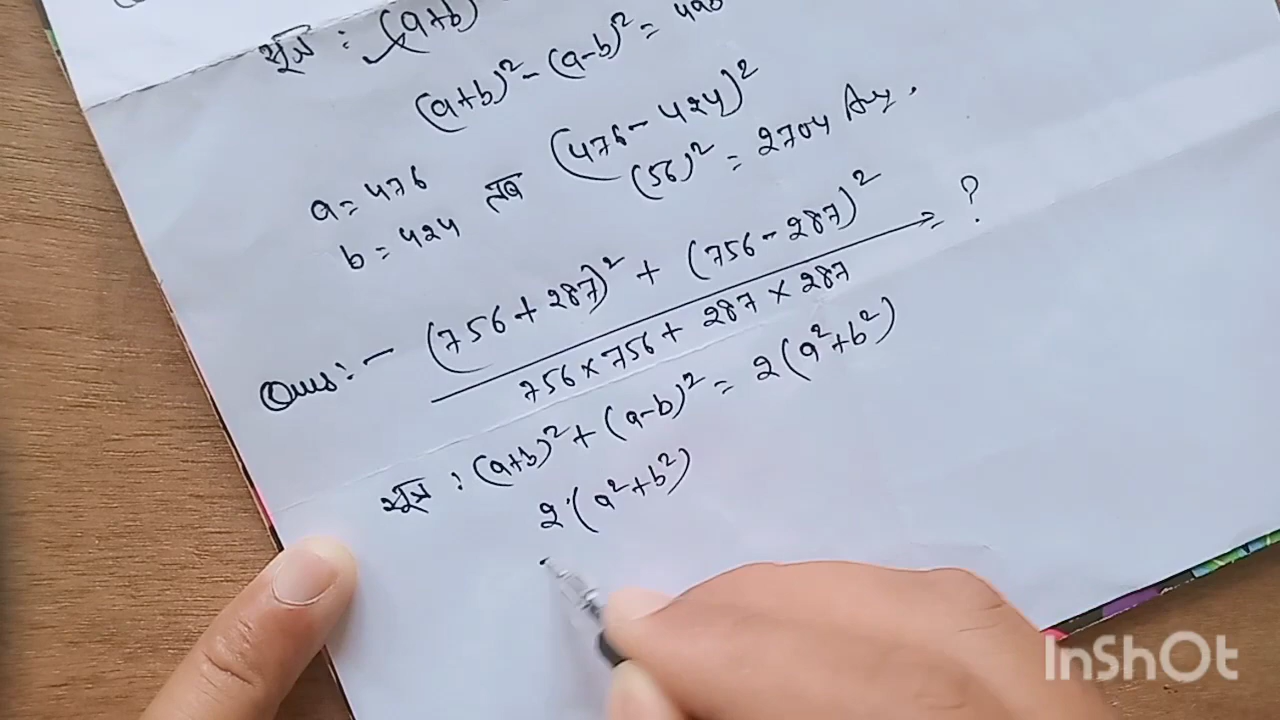 সূত্র : (a+b)
(a+b)² - (a-b)² = 4ab
a = 476
b = 424 तब (476 - 424)²
(56)² = 2704 Ans.
Ques :- (756 + 287)² + (756 - 287)² = ?
756 × 756 + 287 × 287
সূত্র : (a+b)² + (a-b)² = 2 (a² + b²)
2 (a² + b²)
InShOt